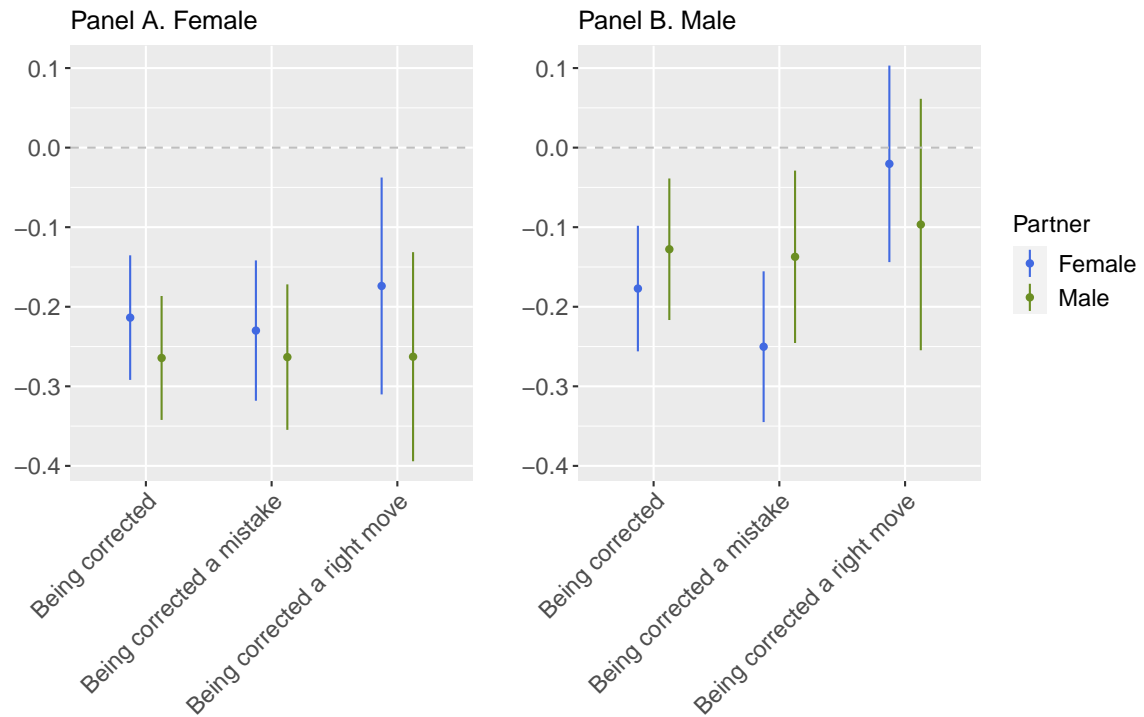 Panel A. Female
0.1
0.0
−0.1
−0.2
−0.3
−0.4
Being corrected
Being corrected a mistake
Being corrected a right move
Panel B. Male
0.1
0.0
−0.1
−0.2
−0.3
−0.4
Being corrected
Being corrected a mistake
Being corrected a right move
Partner
Female
Male